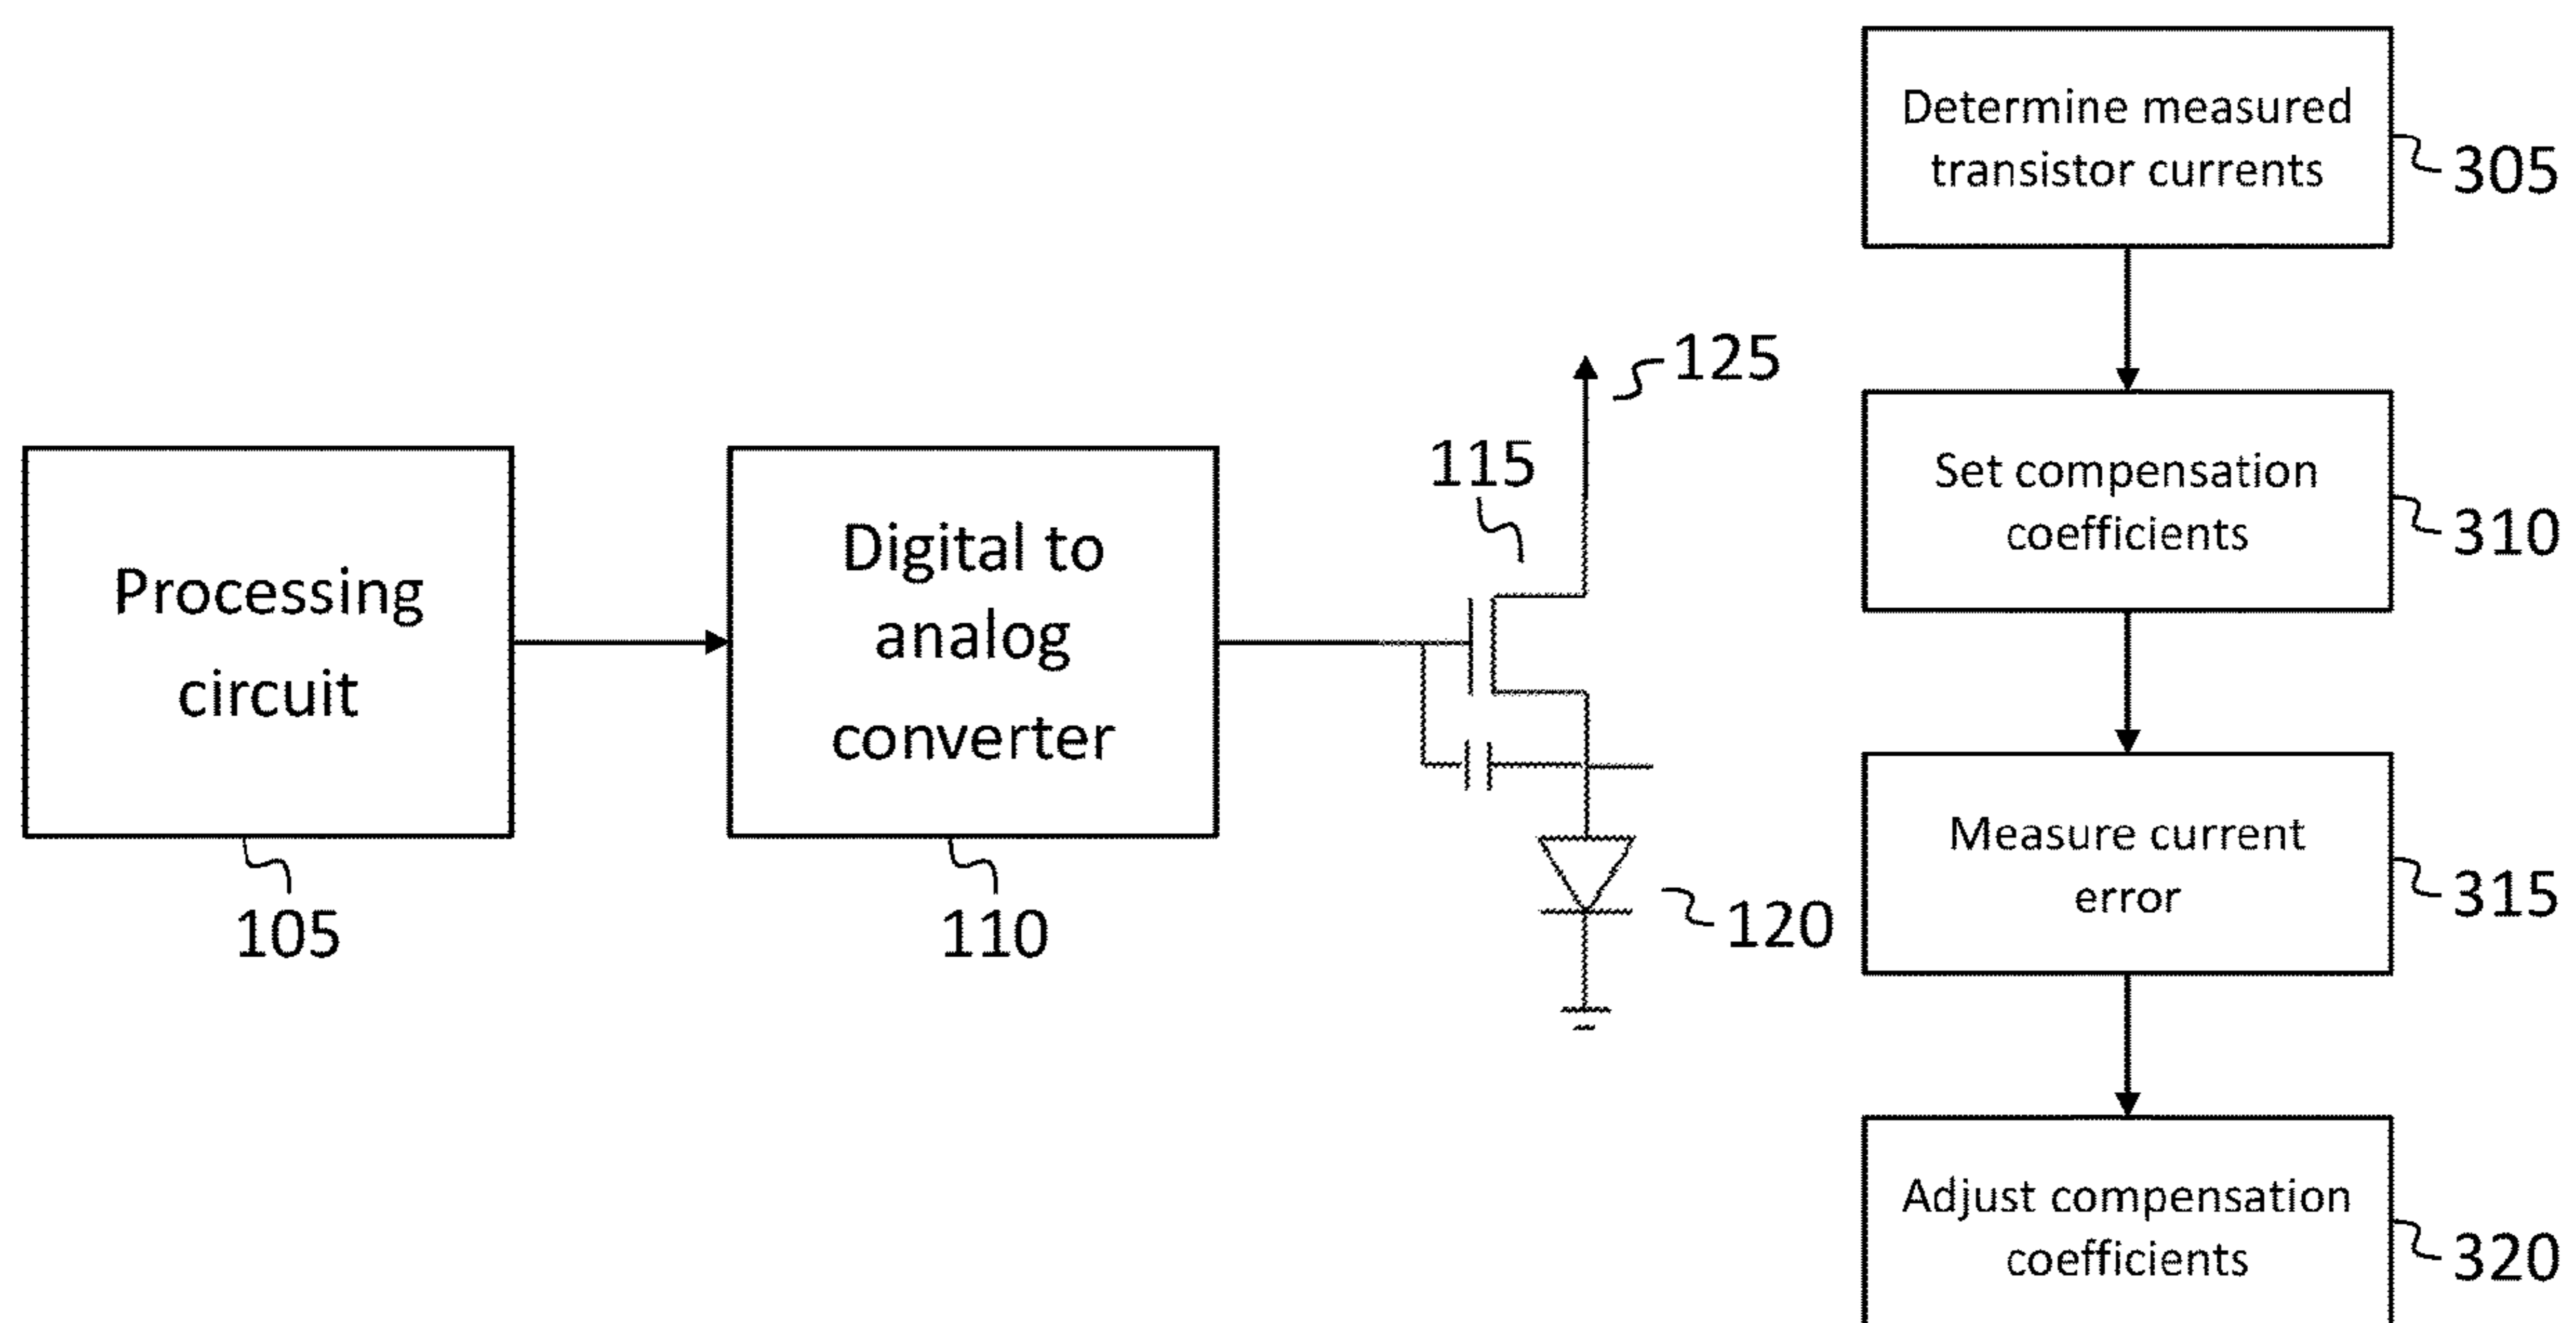 Processing
circuit
105
Digital to
analog
converter
110
115
125
120
Determine measured
transistor currents
305
Set compensation
coefficients
310
Measure current
error
315
Adjust compensation
coefficients
320